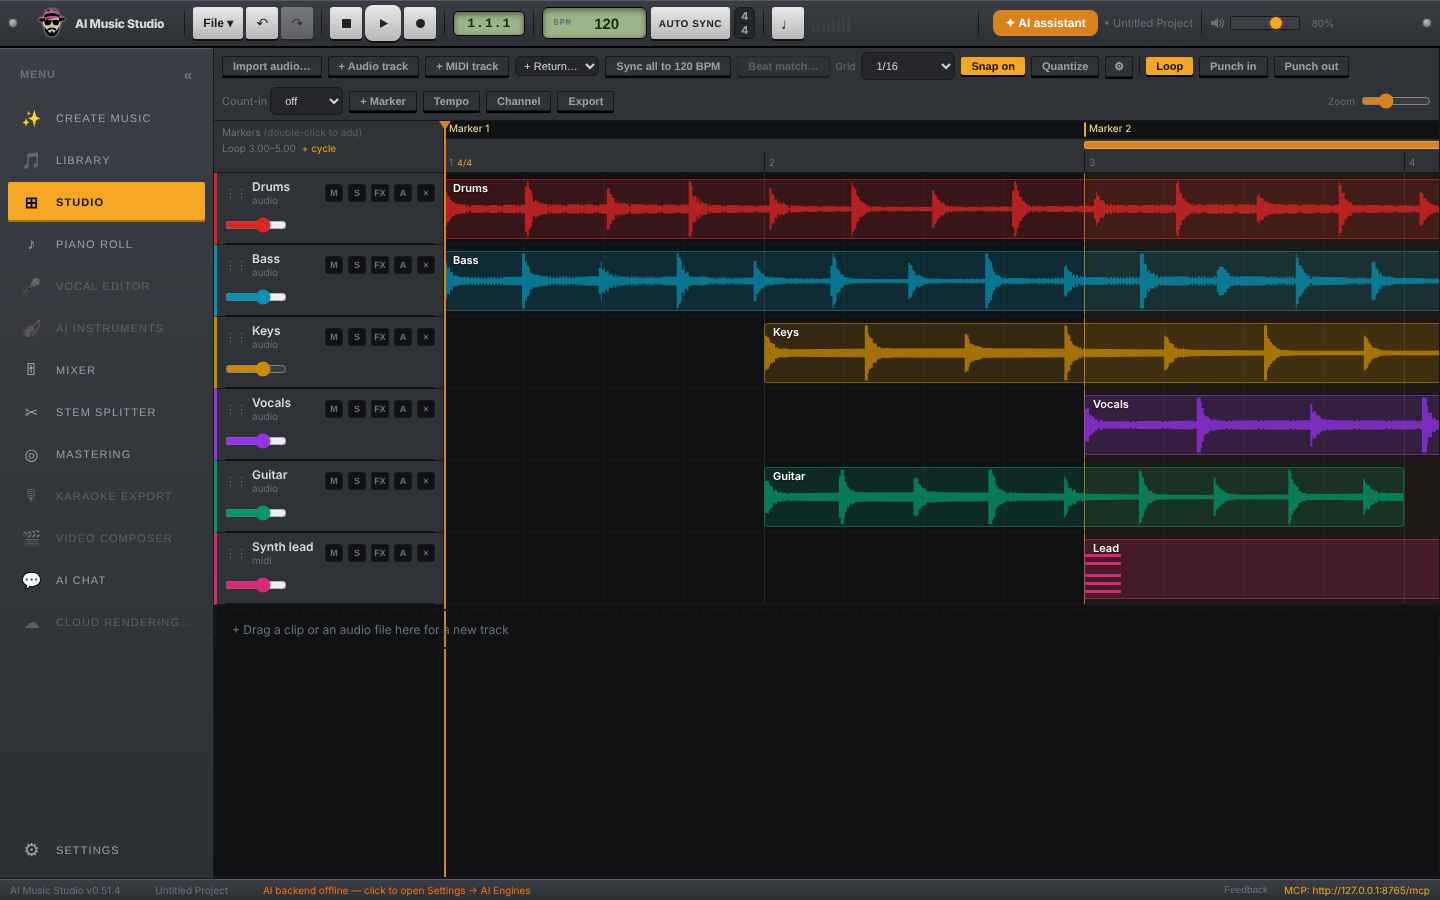 AI Music Studio
File ▾
1.1.1
BPM 120
AUTO SYNC
4
4
✦ AI assistant
• Untitled Project
80%
MENU
«
CREATE MUSIC
LIBRARY
STUDIO
PIANO ROLL
VOCAL EDITOR
AI INSTRUMENTS
MIXER
STEM SPLITTER
MASTERING
KARAOKE EXPORT
VIDEO COMPOSER
AI CHAT
CLOUD RENDERING...
SETTINGS
Import audio...
+ Audio track
+ MIDI track
+ Return...
Sync all to 120 BPM
Beat match...
Grid
1/16
Snap on
Quantize
Loop
Punch in
Punch out
Count-in
off
+ Marker
Tempo
Channel
Export
Zoom
Markers (double-click to add)
Loop 3.00–5.00 + cycle
Marker 1
Marker 2
1 4/4
2
3
4
Drums
audio
M S FX A ×
Drums
Bass
audio
M S FX A ×
Bass
Keys
audio
M S FX A ×
Keys
Vocals
audio
M S FX A ×
Vocals
Guitar
audio
M S FX A ×
Guitar
Synth lead
midi
M S FX A ×
Lead
+ Drag a clip or an audio file here for a new track
AI Music Studio v0.51.4
Untitled Project
AI backend offline — click to open Settings → AI Engines
Feedback
MCP: http://127.0.0.1:8765/mcp